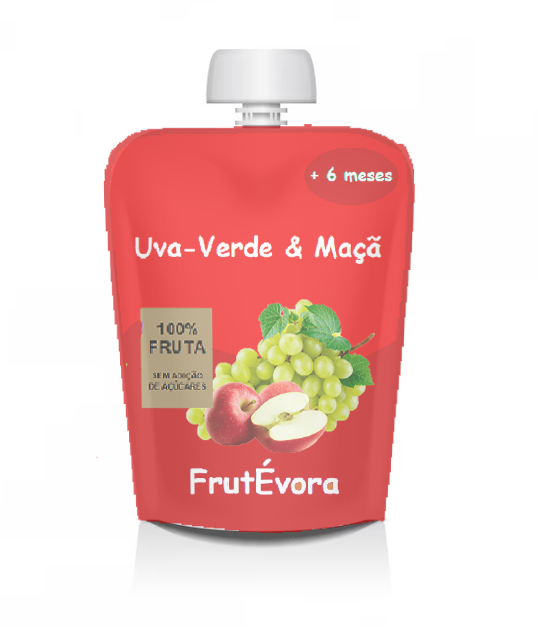 + 6 meses
Uva-Verde & Maçã
100%
FRUTA
SEM ADIÇÃO
DE AÇÚCARES
FrutÉvora